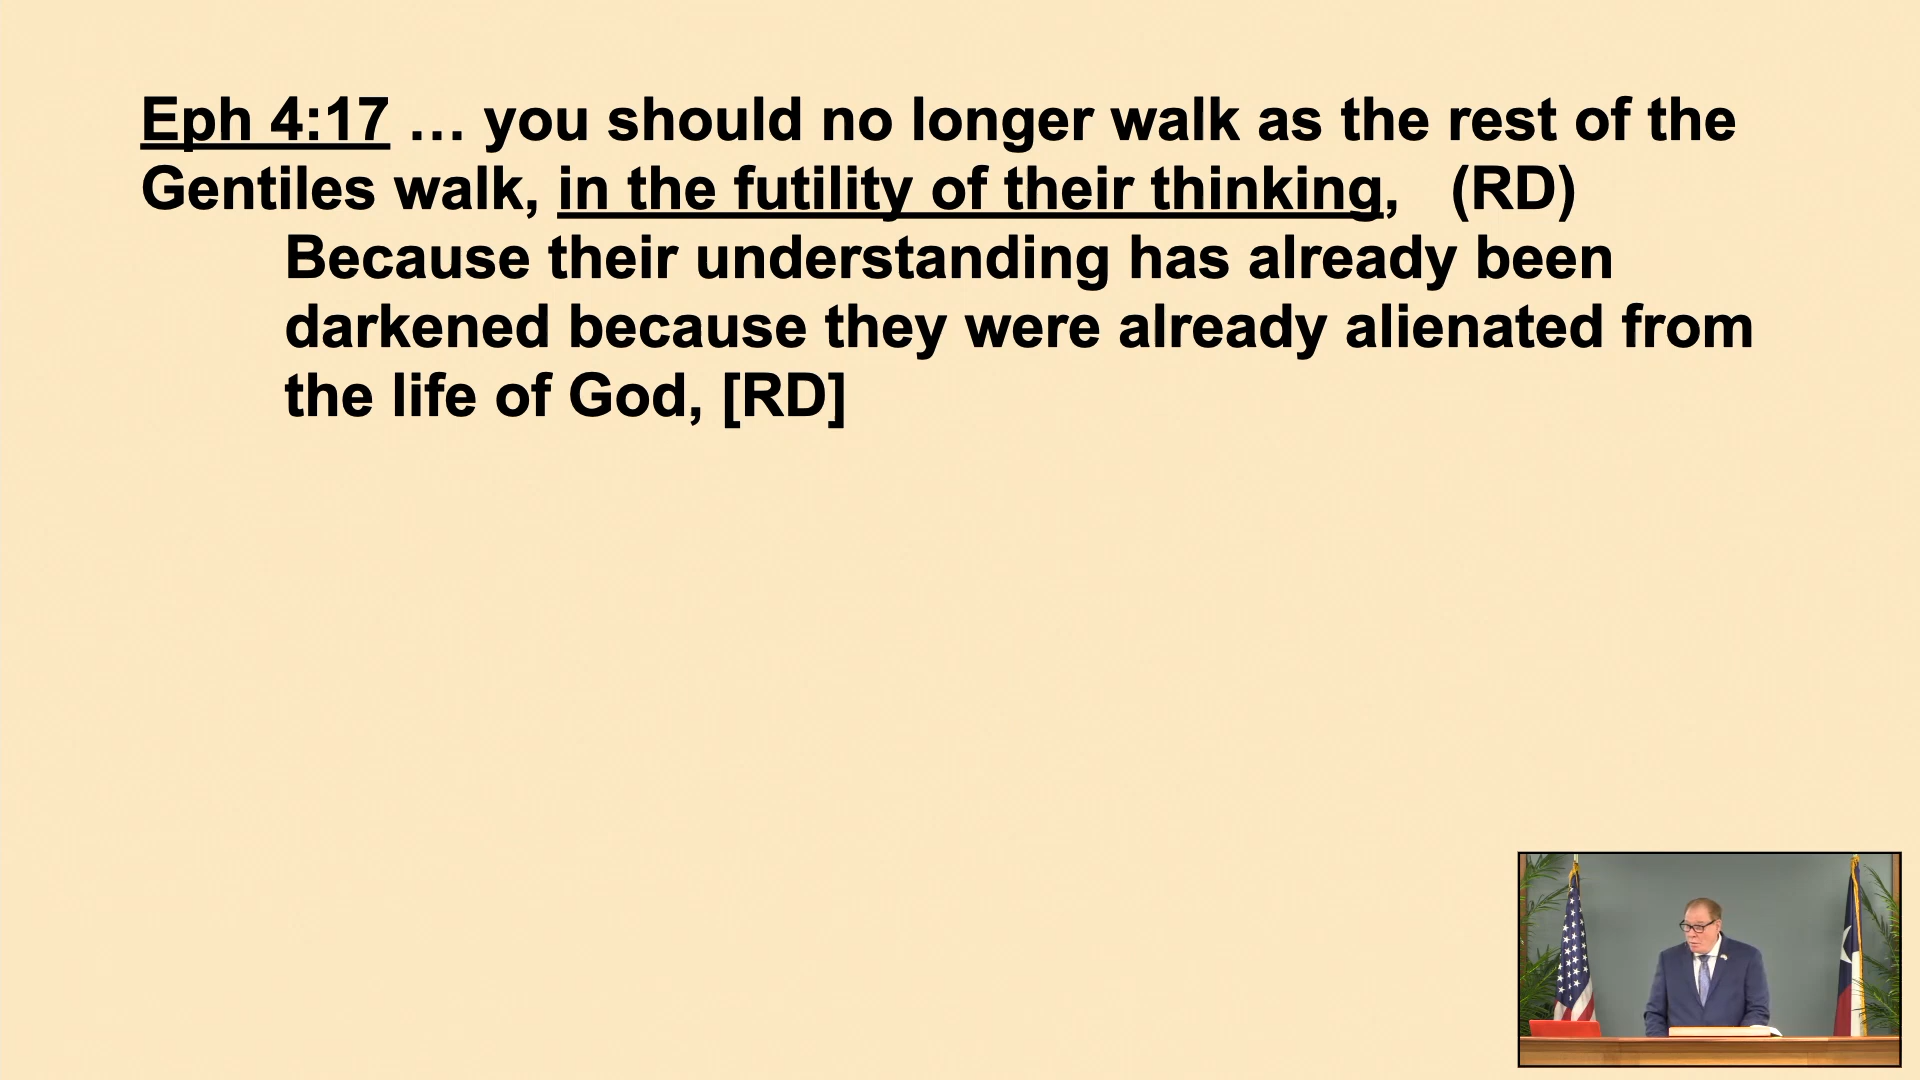 Eph 4:17 … you should no longer walk as the rest of the
Gentiles walk, in the futility of their thinking, (RD)
Because their understanding has already been
darkened because they were already alienated from
the life of God, [RD]